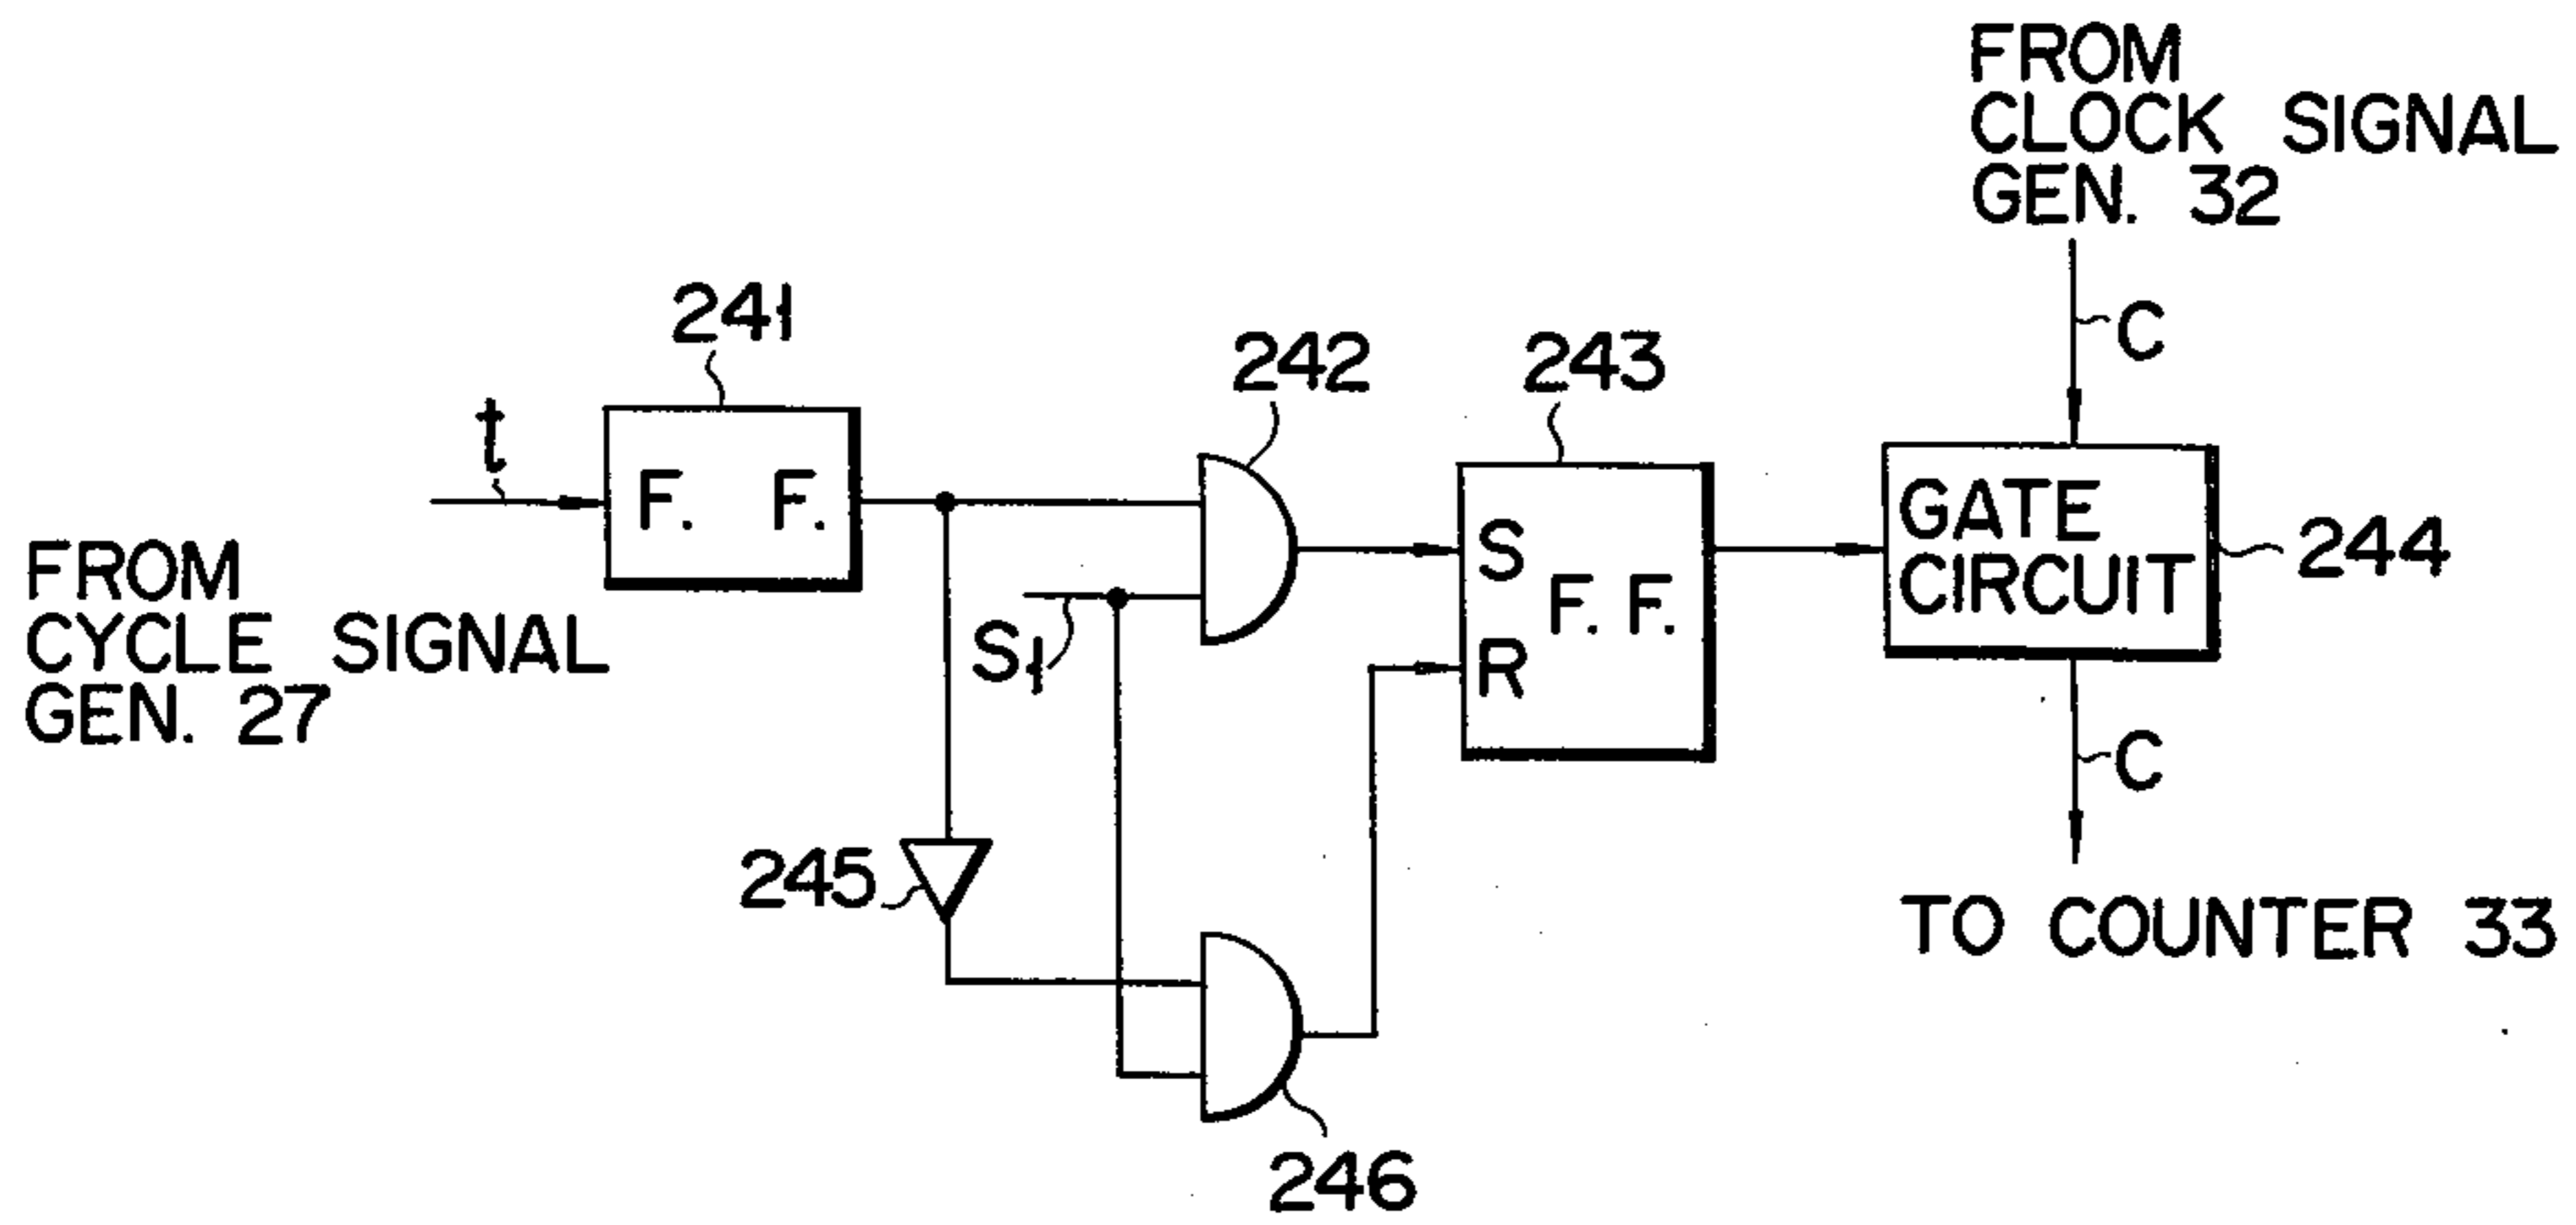 FROM
CLOCK SIGNAL
GEN. 32
C
241
242
243
t
F. F.
S
R
F. F.
GATE
CIRCUIT
244
FROM
CYCLE SIGNAL
GEN. 27
S1
C
245
TO COUNTER 33
246